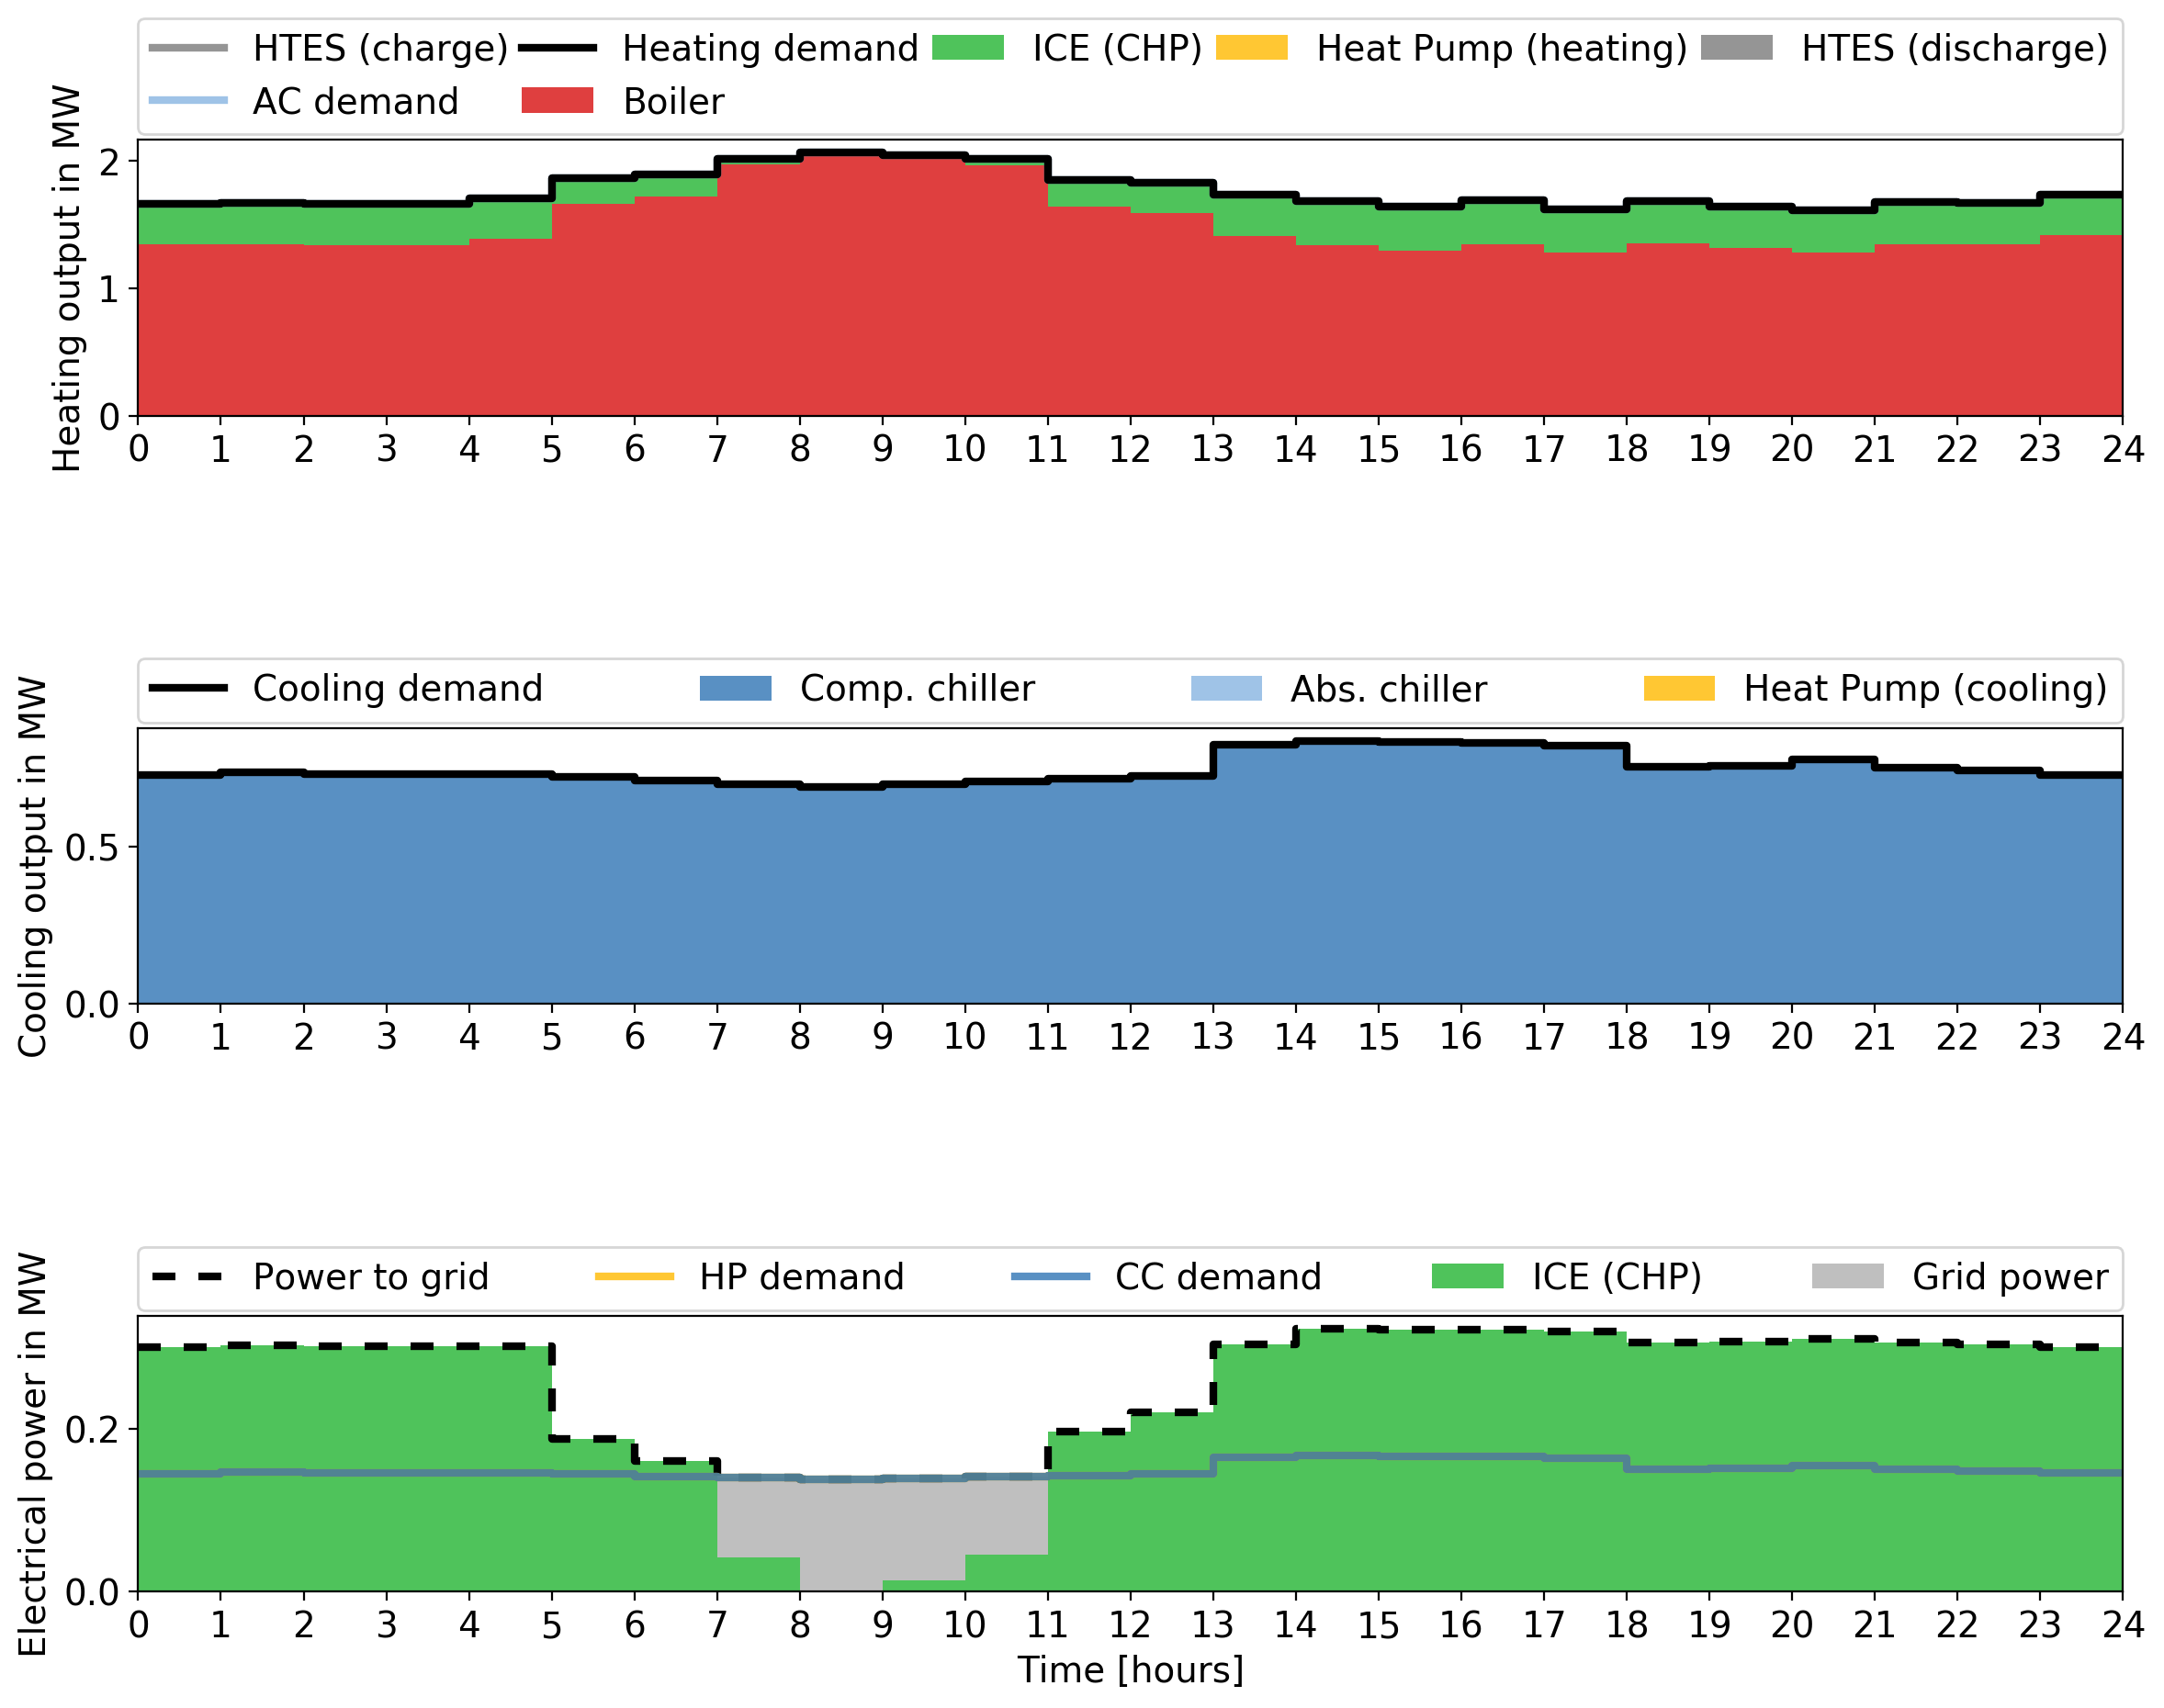 HTES (charge) Heating demand ICE (CHP) Heat Pump (heating) HTES (discharge)
AC demand Boiler
Heating output in MW
2
1
0
0 1 2 3 4 5 6 7 8 9 10 11 12 13 14 15 16 17 18 19 20 21 22 23 24
Cooling demand Comp. chiller Abs. chiller Heat Pump (cooling)
Cooling output in MW
0.5
0.0
0 1 2 3 4 5 6 7 8 9 10 11 12 13 14 15 16 17 18 19 20 21 22 23 24
Power to grid HP demand CC demand ICE (CHP) Grid power
Electrical power in MW
0.2
0.0
0 1 2 3 4 5 6 7 8 9 10 11 12 13 14 15 16 17 18 19 20 21 22 23 24
Time [hours]